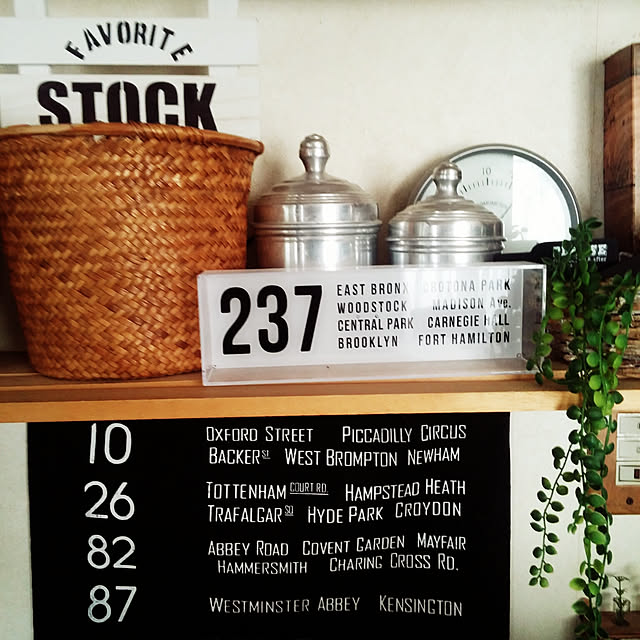 FAVORITE
STOCK
10
237
EAST BRONX CROTONA PARK
WOODSTOCK MADISON Ave.
CENTRAL PARK CARNEGIE HALL
BROOKLYN FORT HAMILTON
10 OXFORD STREET PICCADILLY CIRCUS
BACKER ST. WEST BROMPTON NEWHAM
26 TOTTENHAM COURT RD. HAMPSTEAD HEATH
TRAFALGAR SQ HYDE PARK CROYDON
82 ABBEY ROAD COVENT GARDEN MAYFAIR
HAMMERSMITH CHARING CROSS RD.
87 WESTMINSTER ABBEY KENSINGTON